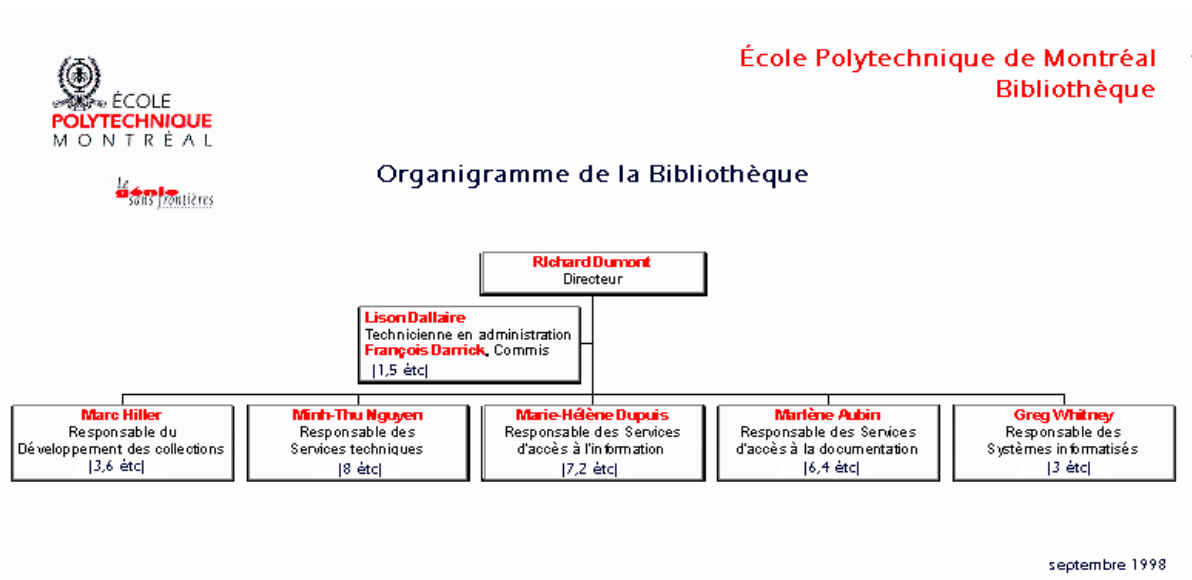 ÉCOLE
POLYTECHNIQUE
MONTRÉAL
le génie
sans frontières
École Polytechnique de Montréal
Bibliothèque
Organigramme de la Bibliothèque
Richard Dumont
Directeur
Lison Dallaire
Technicienne en administration
François Darrick, Commis
|1,5 étc|
Marc Hiller
Responsable du
Développement des collections
|3,6 étc|
Minh-Thu Nguyen
Responsable des
Services techniques
|8 étc|
Marie-Hélène Dupuis
Responsable des Services
d'accès à l'information
|7,2 étc|
Marlène Aubin
Responsable des Services
d'accès à la documentation
|6,4 étc|
Greg Whitney
Responsable des
Systèmes informatisés
|3 étc|
septembre 1998